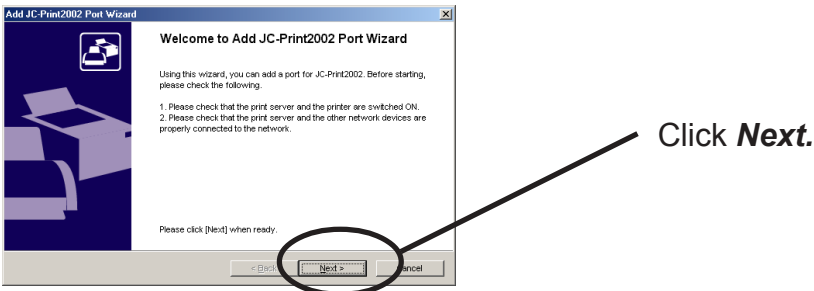 Add JC-Print2002 Port Wizard
Welcome to Add JC-Print2002 Port Wizard
Using this wizard, you can add a port for JC-Print2002. Before starting,
please check the following.
1. Please check that the print server and the printer are switched ON.
2. Please check that the print server and the other network devices are
properly connected to the network.
Click Next.
Please click [Next] when ready.
< Back Next > Cancel